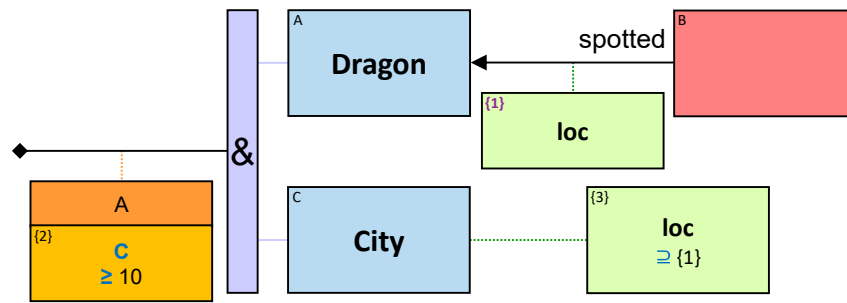 A
Dragon
spotted
B
{1}
loc
&
A
{2}
C
≥ 10
C
City
{3}
loc
⊇ {1}